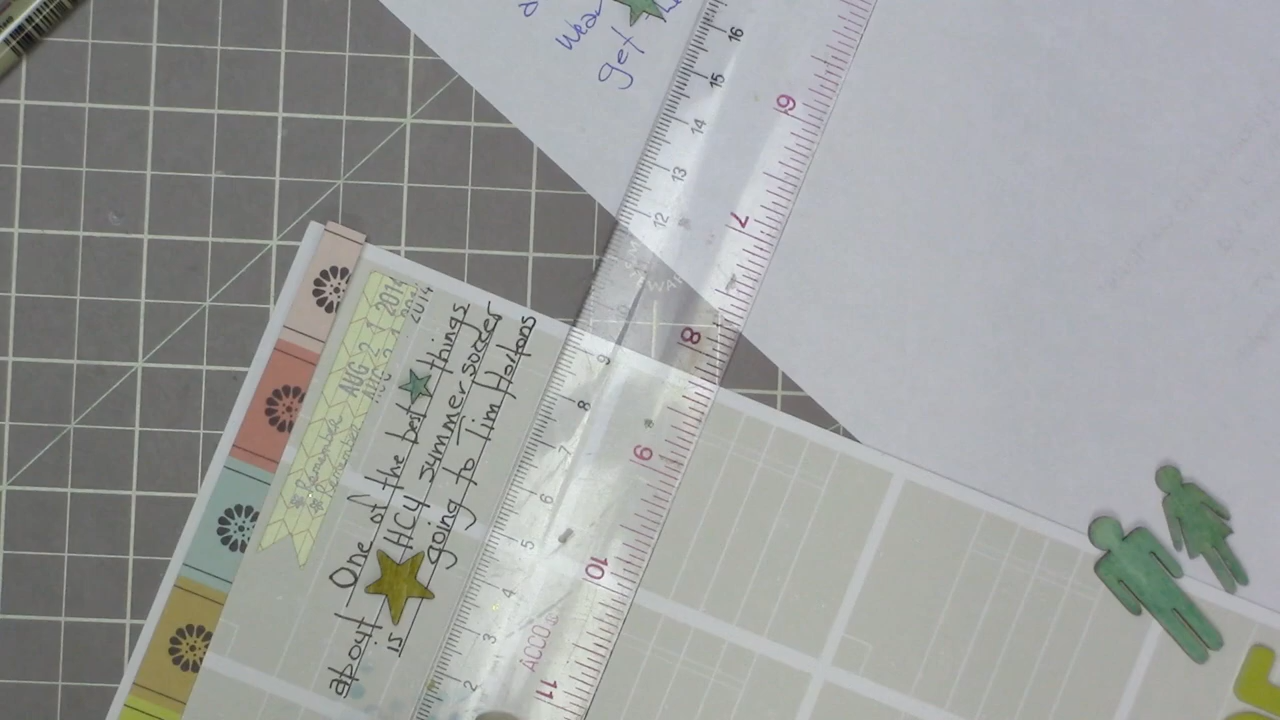 wear
get
16
15
14
13
12
9
8
7
6
5
4
3
2
6
7
8
9
10
11
ACCO
AUG 2 1 2014
AUG 2 1 2014
Remember
Remember
One of the best things
about HCY summer soccer
is going to Tim Hortons